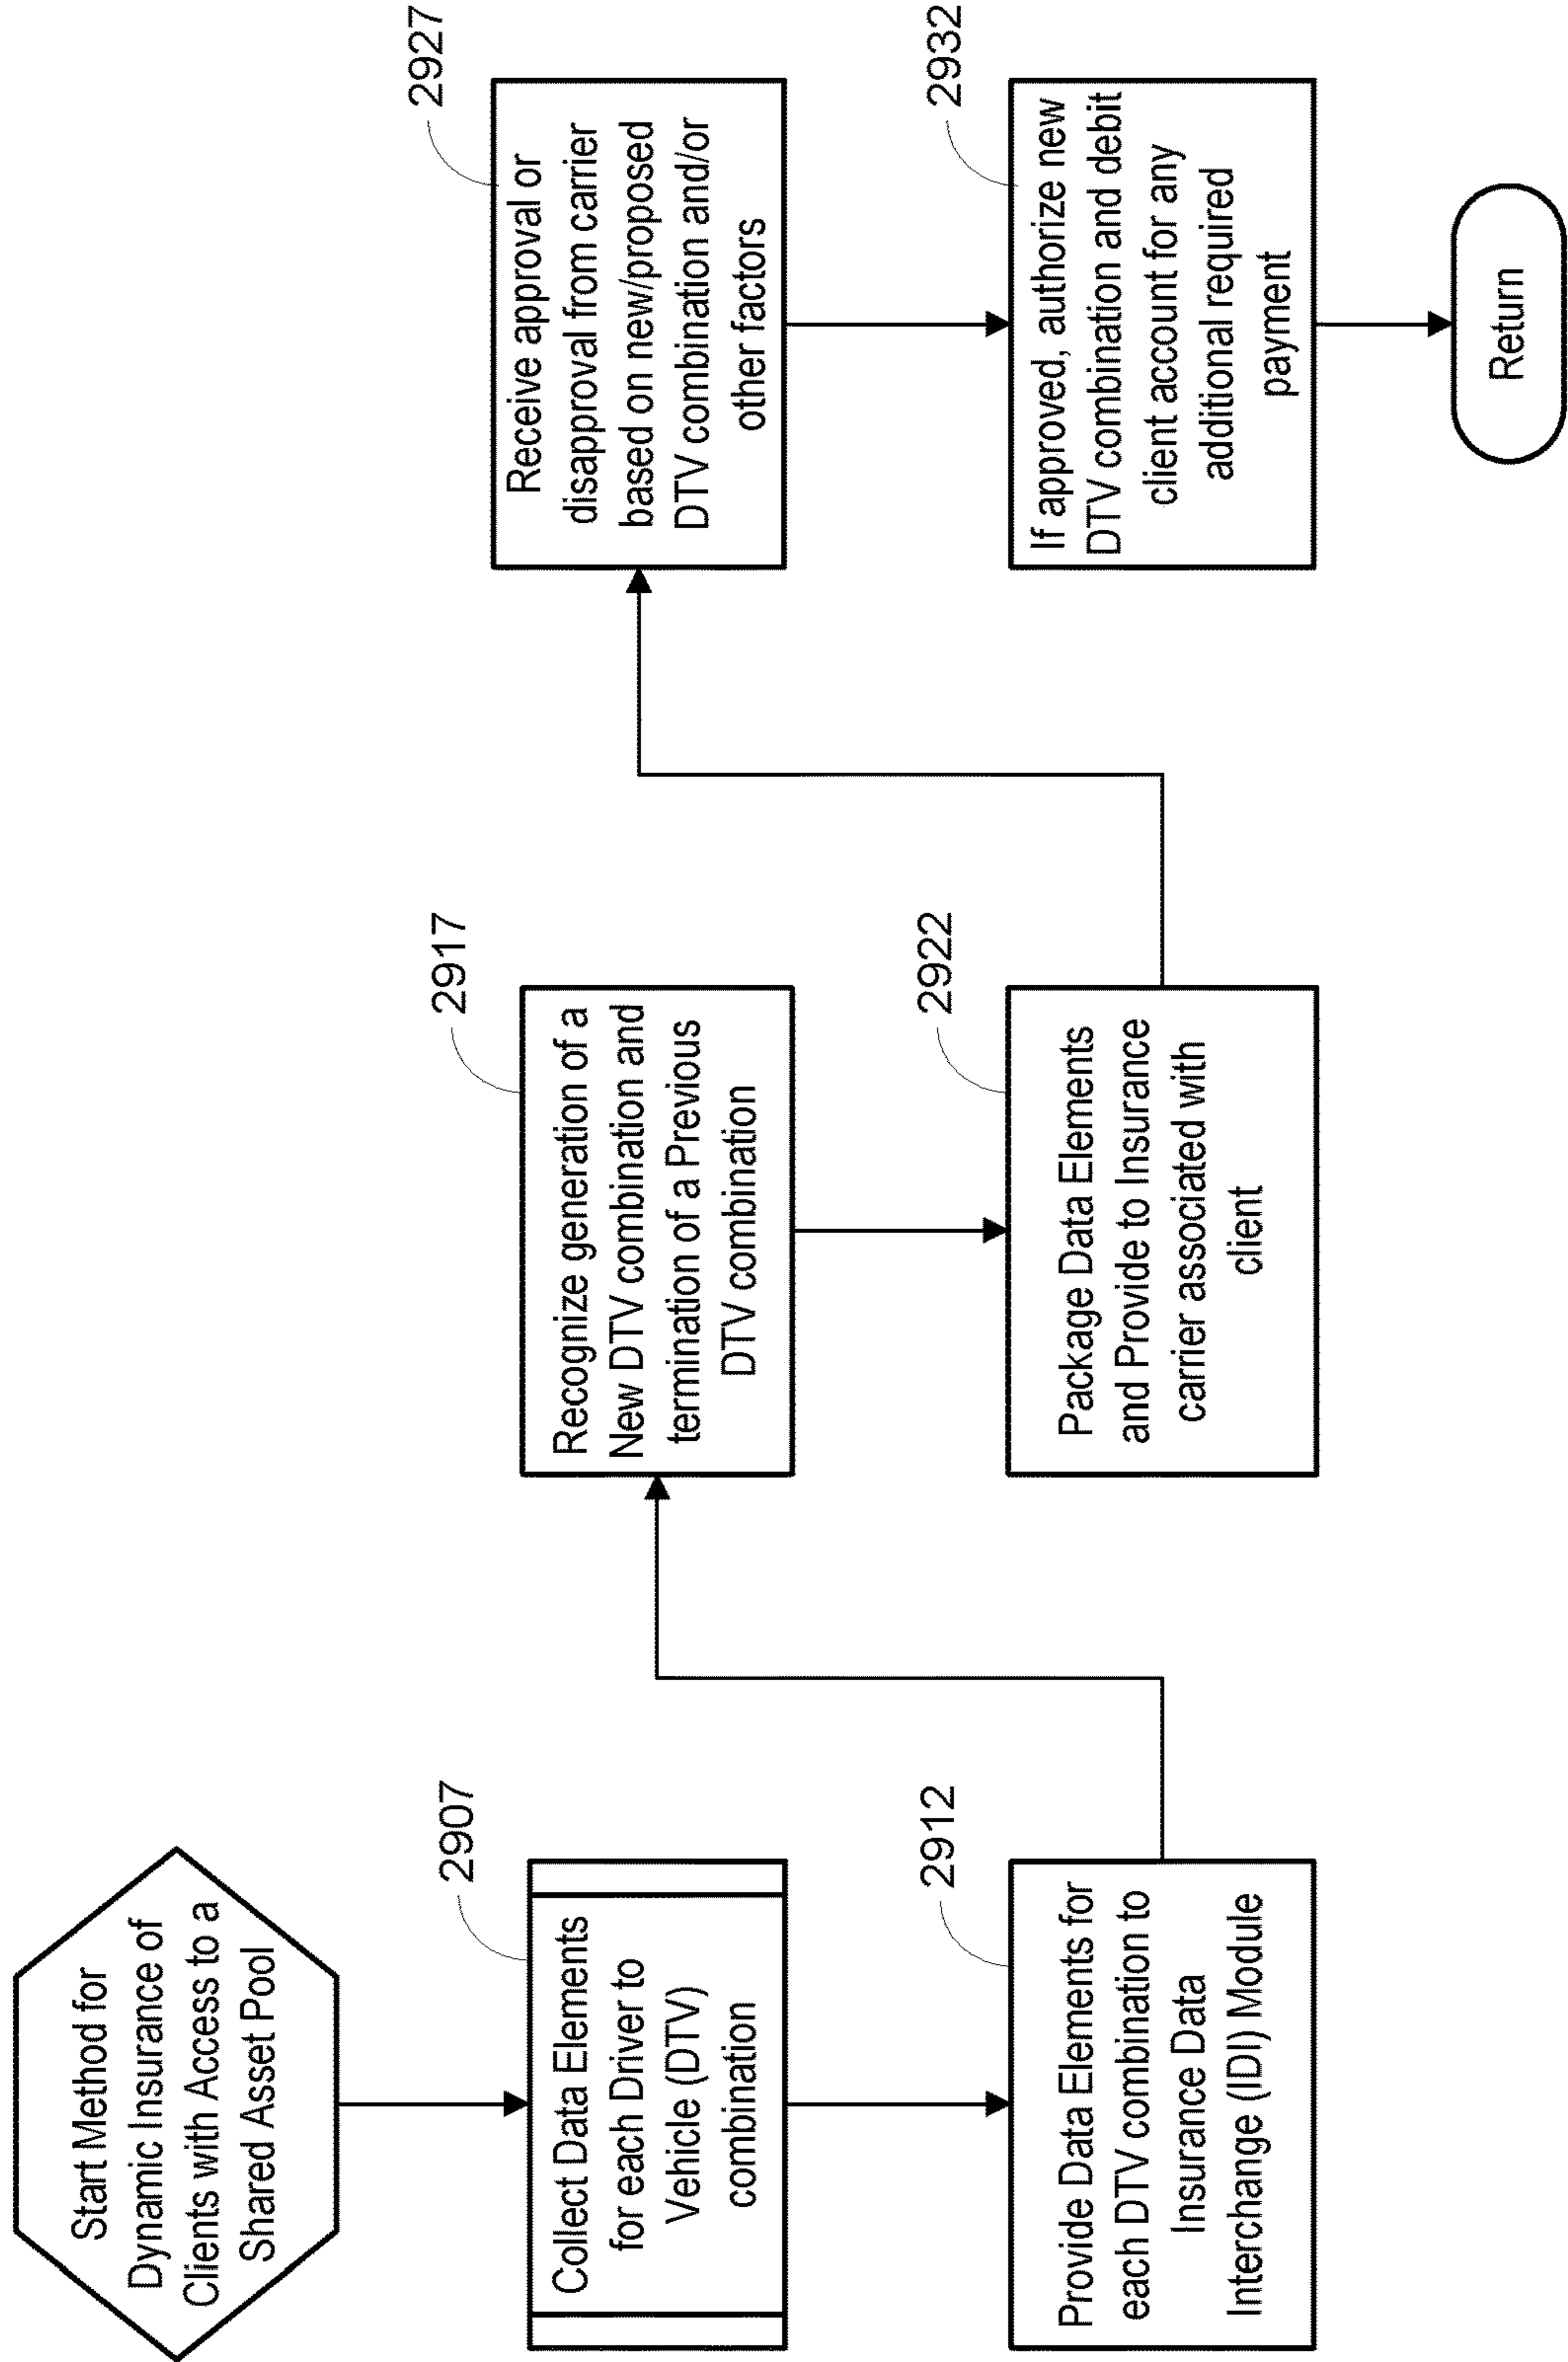 Start Method for
Dynamic Insurance of
Clients with Access to a
Shared Asset Pool
2907
Collect Data Elements
for each Driver to
Vehicle (DTV)
combination
2912
Provide Data Elements for
each DTV combination to
Insurance Data
Interchange (IDI) Module
2917
Recognize generation of a
New DTV combination and
termination of a Previous
DTV combination
2922
Package Data Elements
and Provide to Insurance
carrier associated with
client
2927
Receive approval or
disapproval from carrier
based on new/proposed
DTV combination and/or
other factors
2932
If approved, authorize new
DTV combination and debit
client account for any
additional required
payment
Return